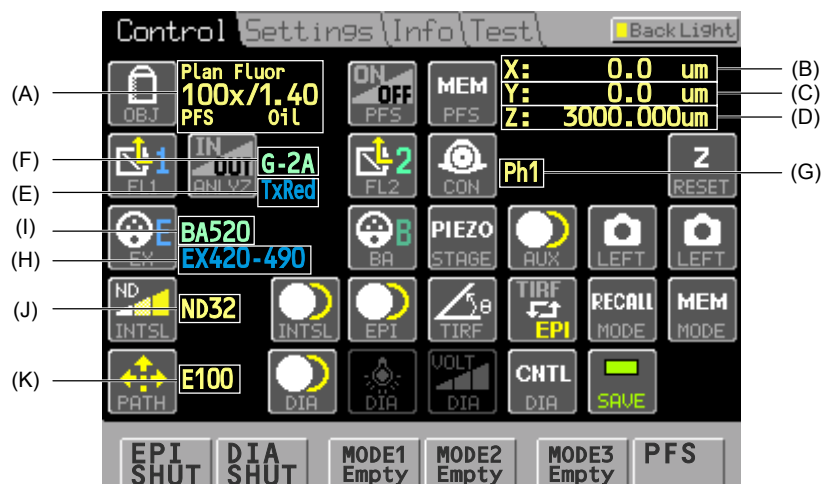 Control Settings Info Test Back Light
(A) OBJ Plan Fluor
100x/1.40
PFS Oil
ON OFF PFS
MEM PFS
X: 0.0 um (B)
Y: 0.0 um (C)
Z: 3000.000um (D)
(F) (E) 1 FL1
IN OUT ANLYZ
G-2A
TxRed
2 FL2
CON
Ph1 (G)
Z RESET
(I) (H) E EX
BA520
EX420-490
B BA
PIEZO STAGE
AUX
LEFT
LEFT
(J) ND INTSL
ND32
INTSL
EPI
θ TIRF
TIRF EPI
RECALL MODE
MEM MODE
(K) PATH
E100
DIA
DIA
VOLT DIA
CNTL DIA
SAVE
EPI SHUT
DIA SHUT
MODE1 Empty
MODE2 Empty
MODE3 Empty
PFS